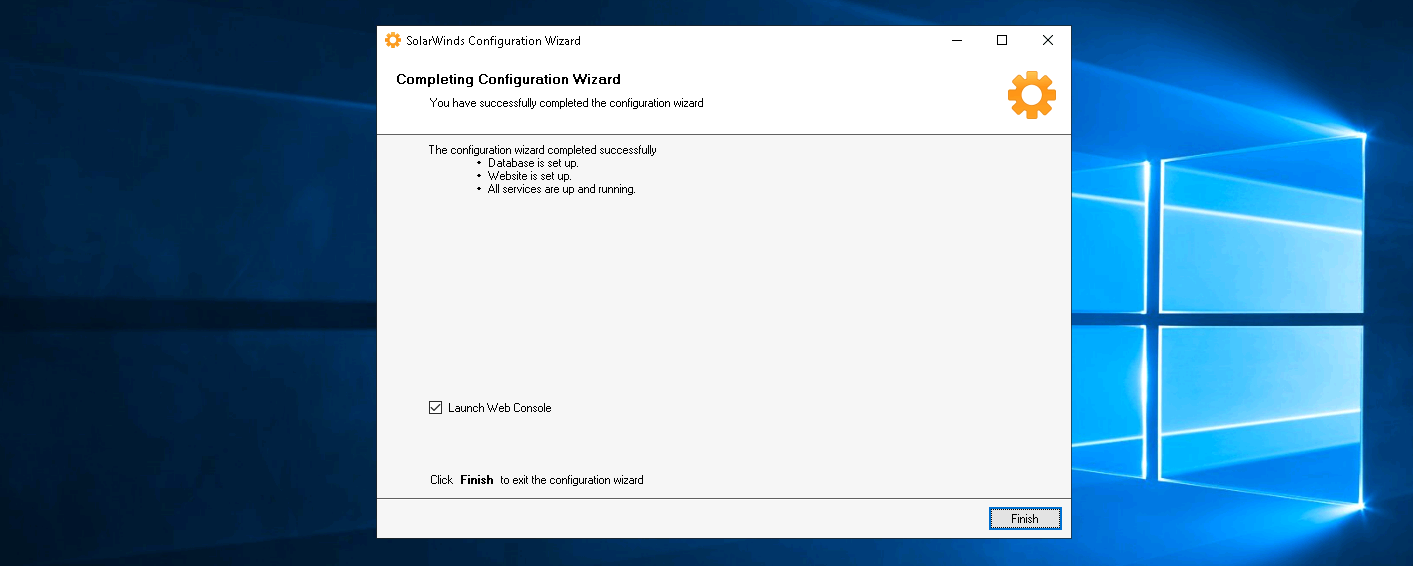 SolarWinds Configuration Wizard
Completing Configuration Wizard
You have successfully completed the configuration wizard
The configuration wizard completed successfully
• Database is set up.
• Website is set up.
• All services are up and running.
Launch Web Console
Click Finish to exit the configuration wizard
Finish